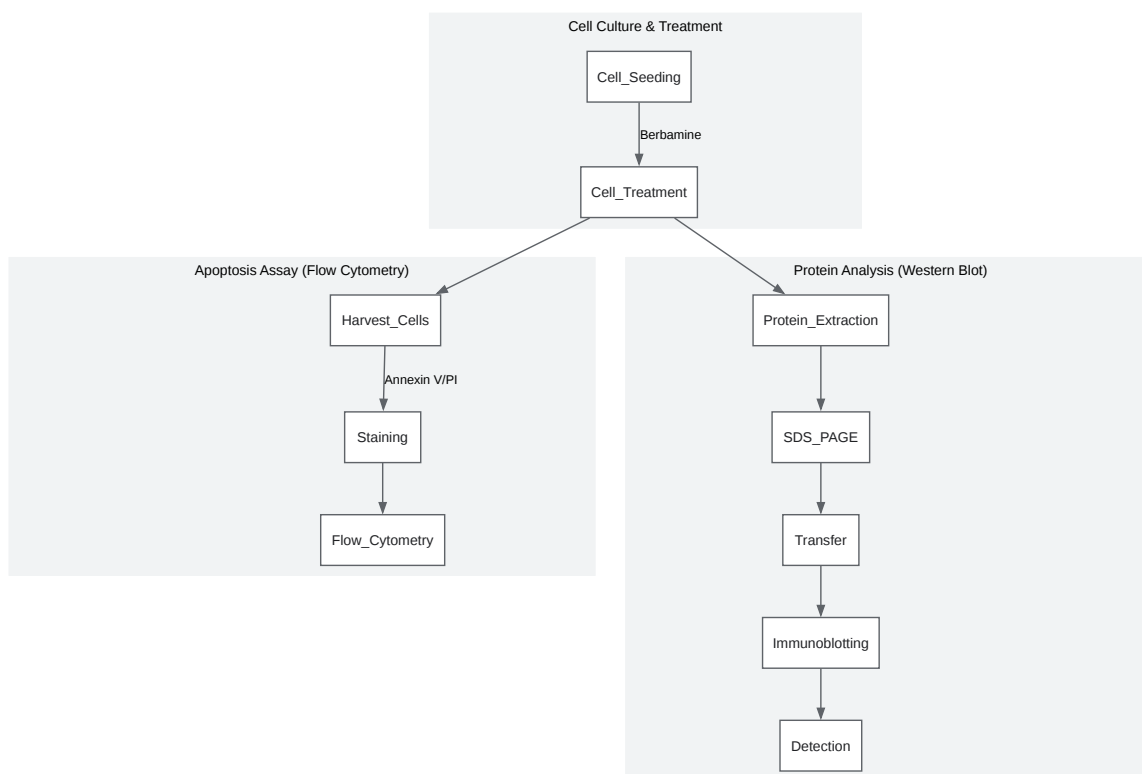 Cell Culture & Treatment
Cell_Seeding
Berbamine
Cell_Treatment
Apoptosis Assay (Flow Cytometry)
Harvest_Cells
Annexin V/PI
Staining
Flow_Cytometry
Protein Analysis (Western Blot)
Protein_Extraction
SDS_PAGE
Transfer
Immunoblotting
Detection